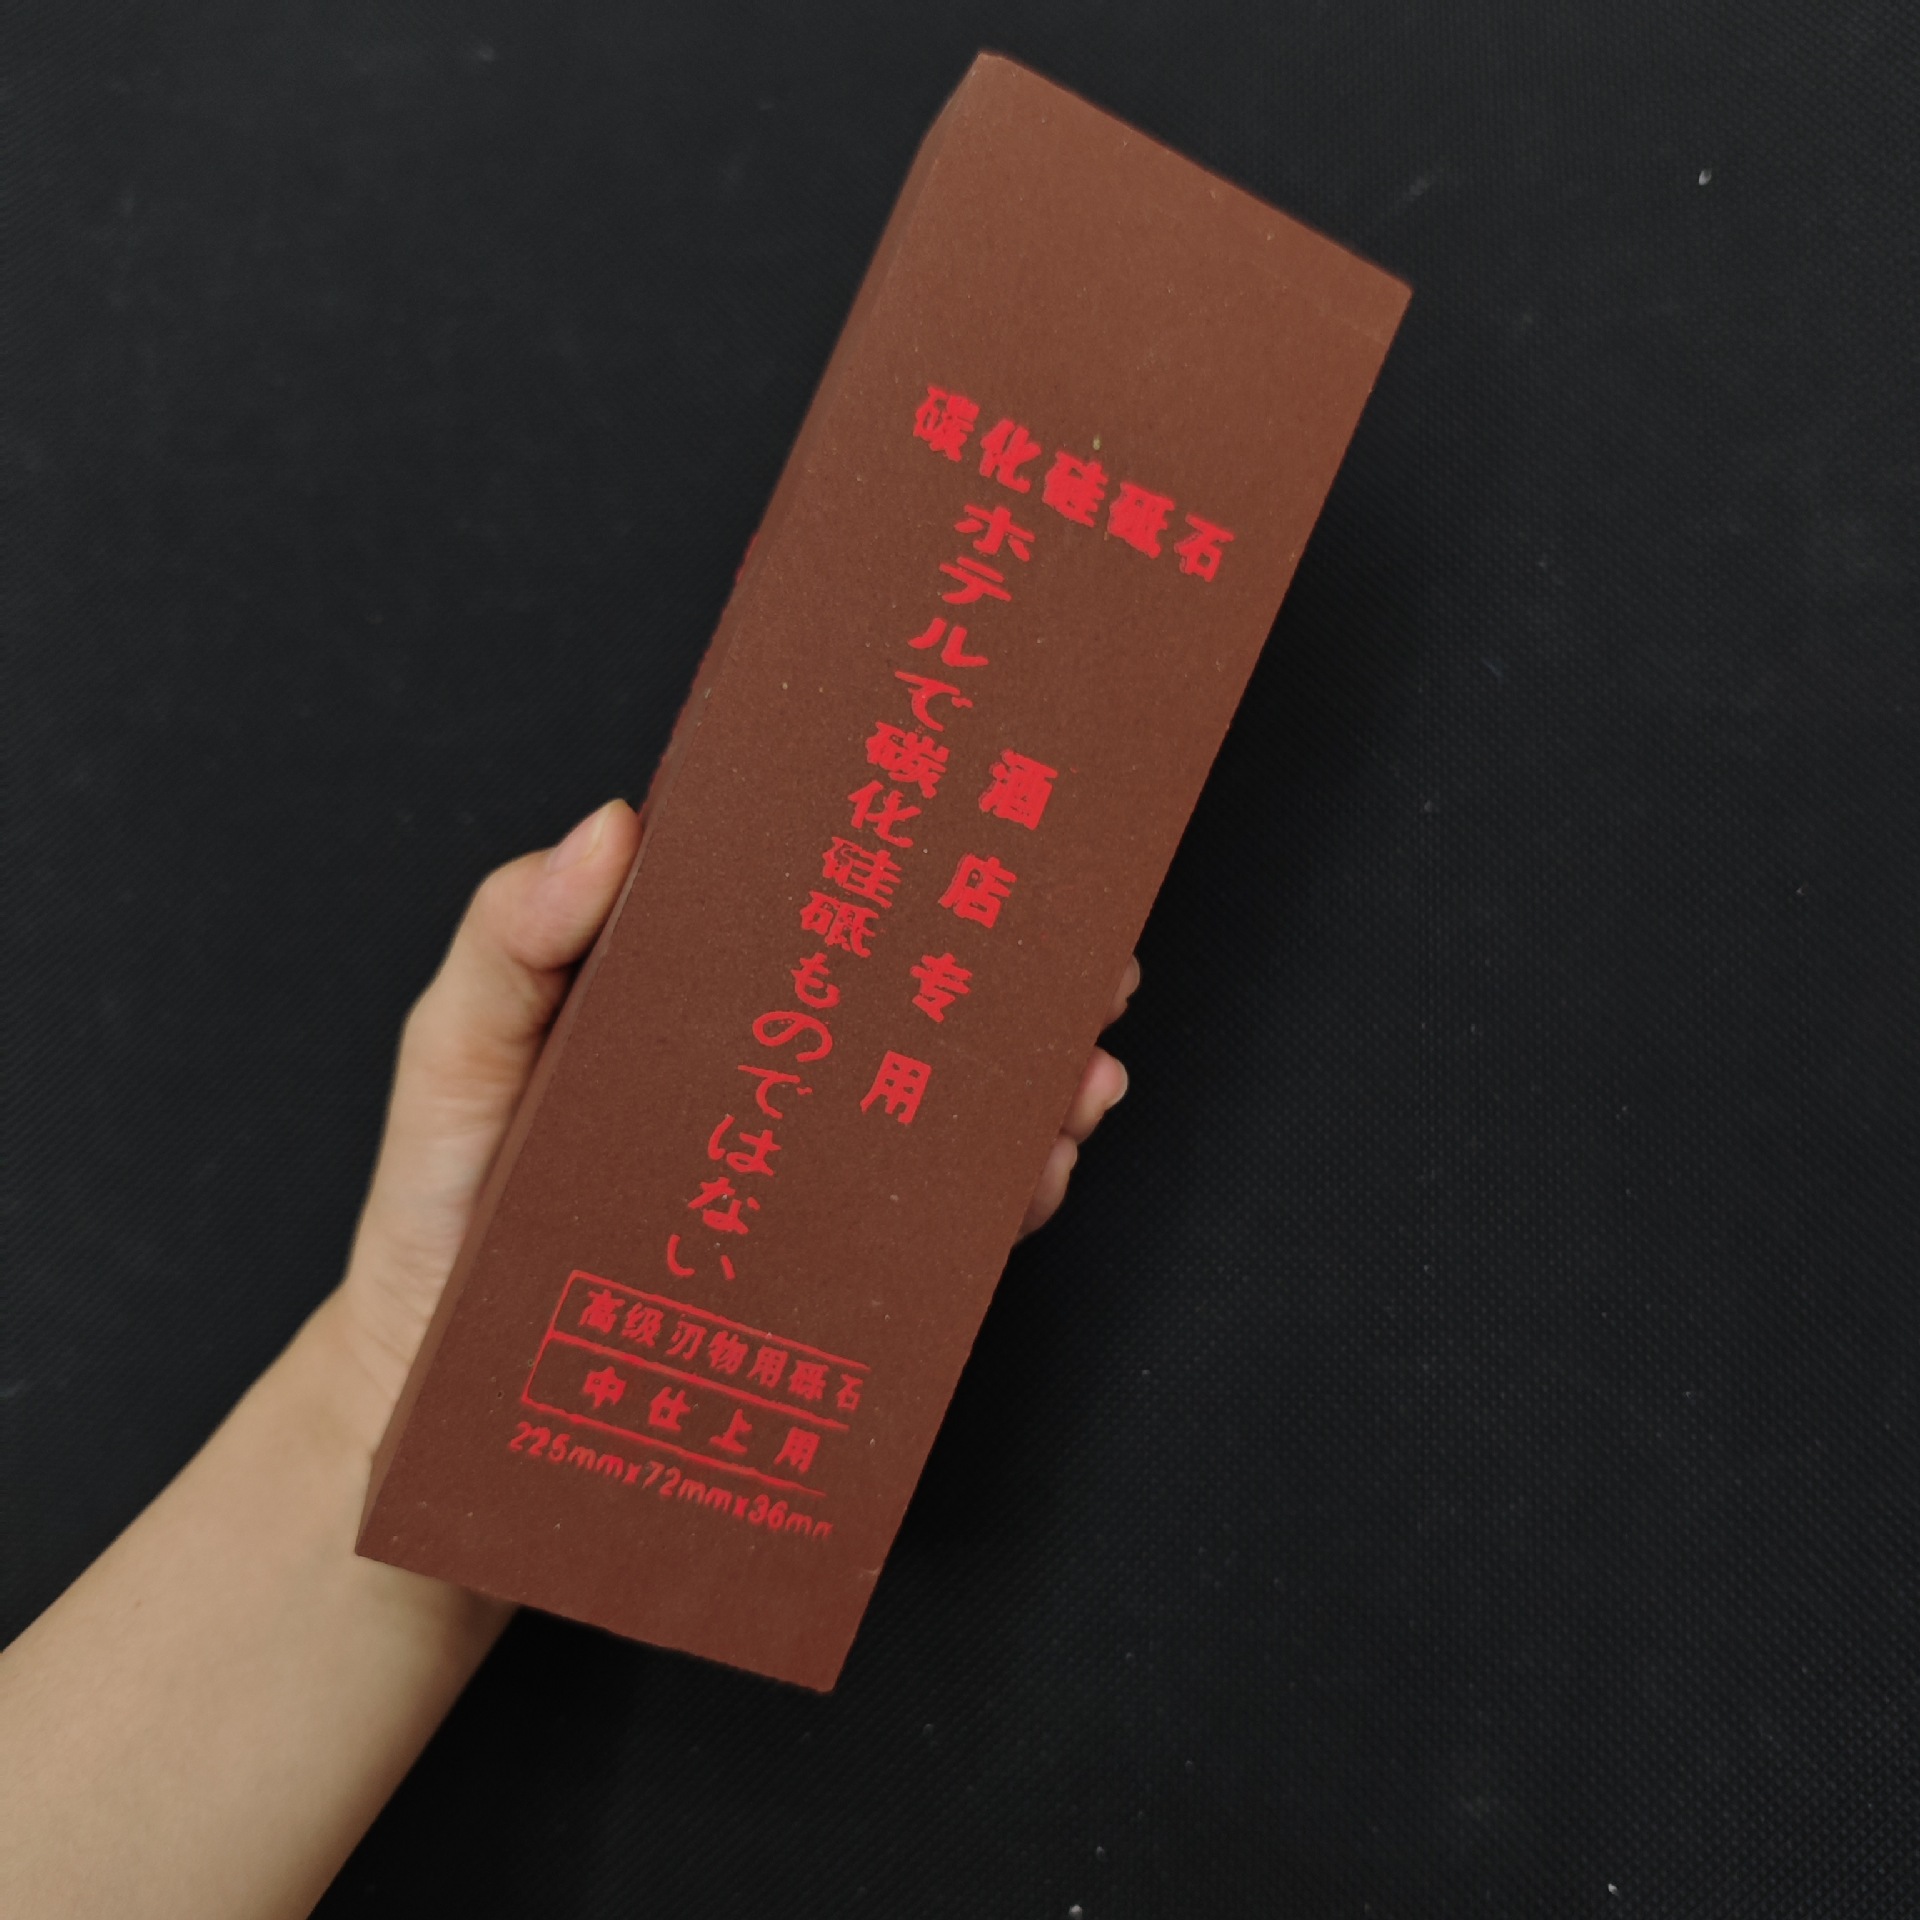 碳化硅砥石
酒店专用
ホテルで碳化硅砥ものではない
高级刃物用砾石
中仕上用
225mmx72mmx36mm